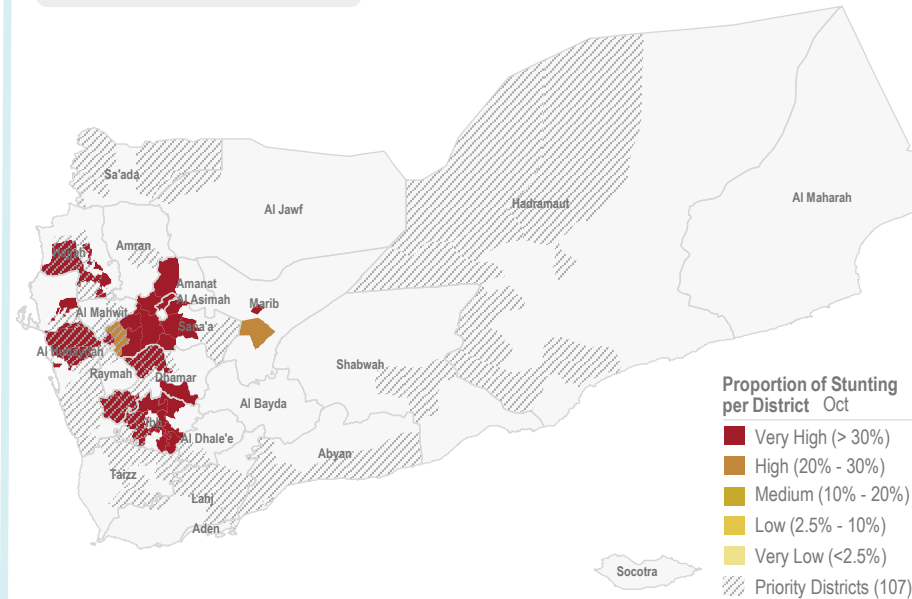 Sa'ada
Al Jawf
Hadramaut
Al Maharah
Amran
Amanat
Al Asimah
Marib
Al Mahwit
Sana'a
Raymah
Dhamar
Shabwah
Al Bayda
Ibb
Al Dhale'e
Abyan
Taizz
Lahj
Aden
Socotra
Proportion of Stunting
per District Oct
Very High (> 30%)
High (20% - 30%)
Medium (10% - 20%)
Low (2.5% - 10%)
Very Low (<2.5%)
Priority Districts (107)